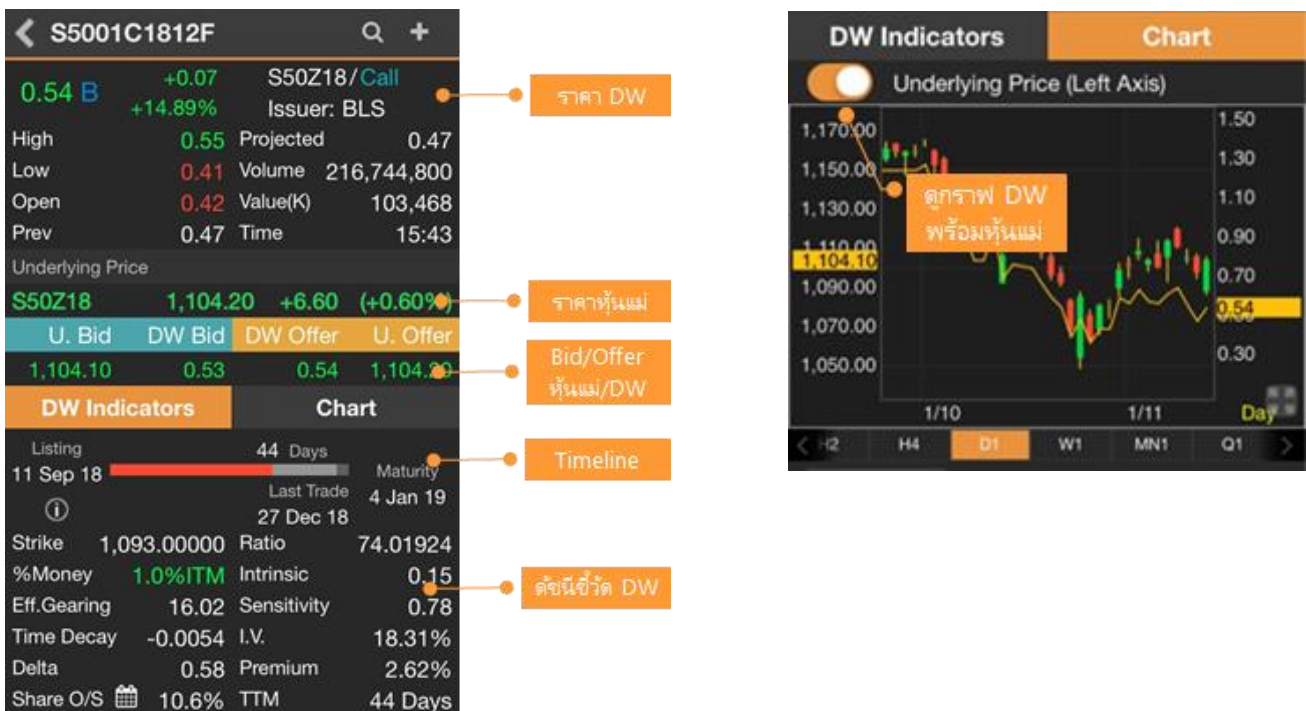 S5001C1812F
0.54 B +0.07 S50Z18/Call
+14.89% Issuer: BLS
High 0.55 Projected 0.47
Low 0.41 Volume 216,744,800
Open 0.42 Value(K) 103,468
Prev 0.47 Time 15:43
Underlying Price
S50Z18 1,104.20 +6.60 (+0.60%)
U. Bid DW Bid DW Offer U. Offer
1,104.10 0.53 0.54 1,104.20
DW Indicators Chart
Listing 44 Days
11 Sep 18 Maturity
Last Trade 4 Jan 19
27 Dec 18
Strike 1,093.00000 Ratio 74.01924
%Money 1.0%ITM Intrinsic 0.15
Eff.Gearing 16.02 Sensitivity 0.78
Time Decay -0.0054 I.V. 18.31%
Delta 0.58 Premium 2.62%
Share O/S 10.6% TTM 44 Days
ราคา DW
ราคาหุ้นแม่
Bid/Offer
หุ้นแม่/DW
Timeline
ดัชนีชี้วัด DW
DW Indicators Chart
Underlying Price (Left Axis)
1,170.00 1.50
1,150.00 1.30
1,130.00 1.10
1,110.00 0.90
1,104.10
1,090.00 0.70
0.54
1,070.00
1,050.00 0.30
ดูกราฟ DW
พร้อมหุ้นแม่
1/10 1/11 Day
H2 H4 D1 W1 MN1 Q1